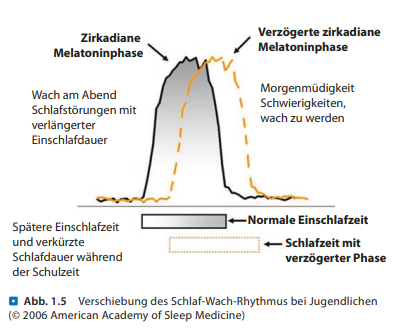 Zirkadiane
Melatoninphase
Verzögerte zirkadiane
Melatoninphase
Wach am Abend
Schlafstörungen mit
verlängerter
Einschlafdauer
Morgenmüdigkeit
Schwierigkeiten,
wach zu werden
Spätere Einschlafzeit
und verkürzte
Schlafdauer während
der Schulzeit
Normale Einschlafzeit
Schlafzeit mit
verzögerter Phase
Abb. 1.5 Verschiebung des Schlaf-Wach-Rhythmus bei Jugendlichen
(© 2006 American Academy of Sleep Medicine)